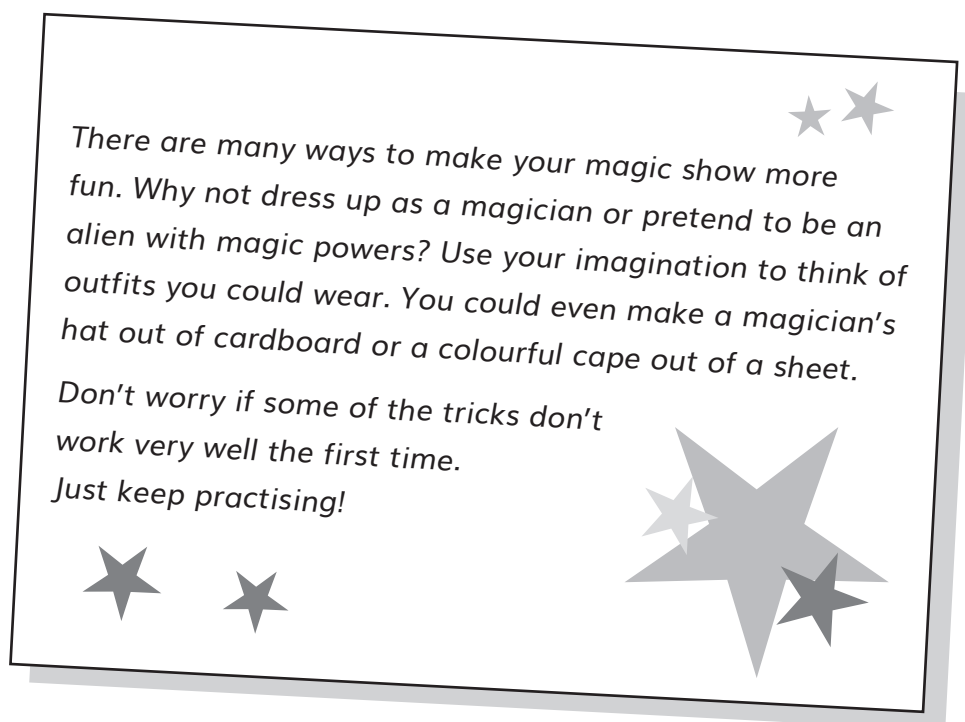 There are many ways to make your magic show more
fun. Why not dress up as a magician or pretend to be an
alien with magic powers? Use your imagination to think of
outfits you could wear. You could even make a magician's
hat out of cardboard or a colourful cape out of a sheet.
Don't worry if some of the tricks don't
work very well the first time.
Just keep practising!